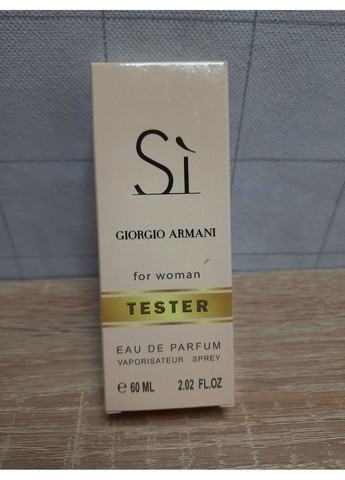 Sì
GIORGIO ARMANI
for woman
TESTER
EAU DE PARFUM
VAPORISATEUR SPREY
℮ 60 ML 2.02 FL.OZ